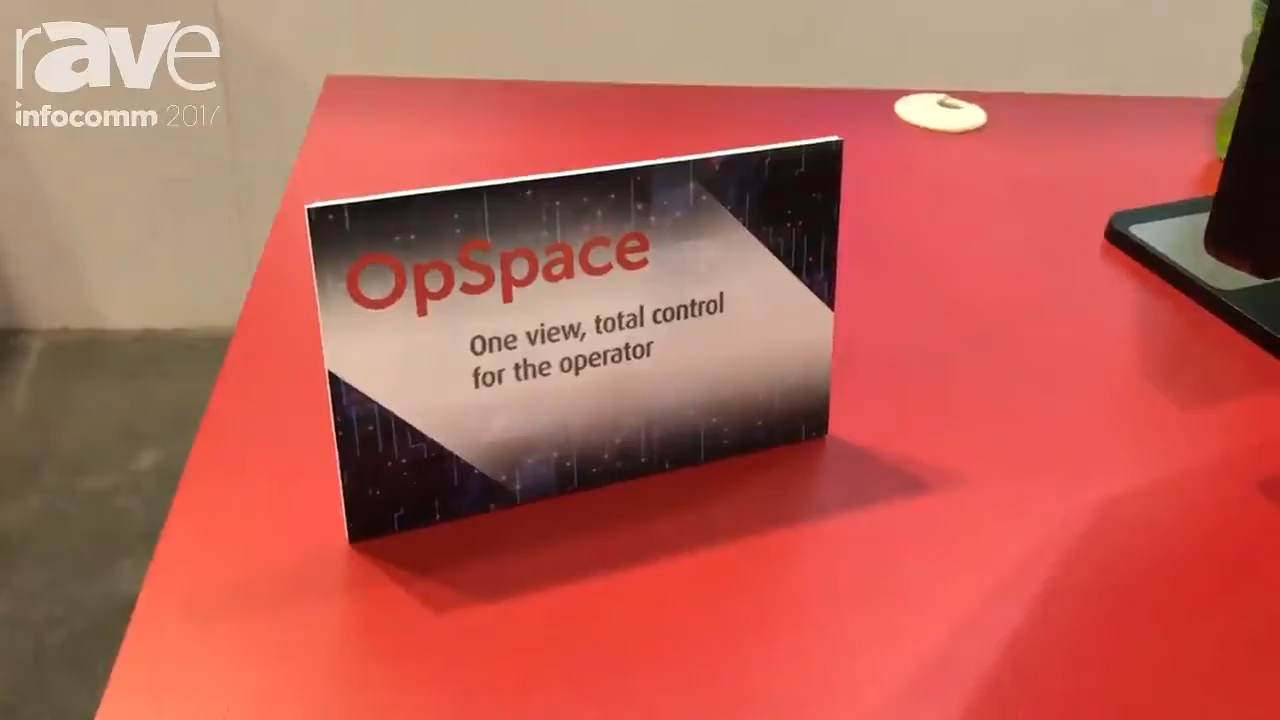 rave
infocomm 2017
OpSpace
One view, total control
for the operator